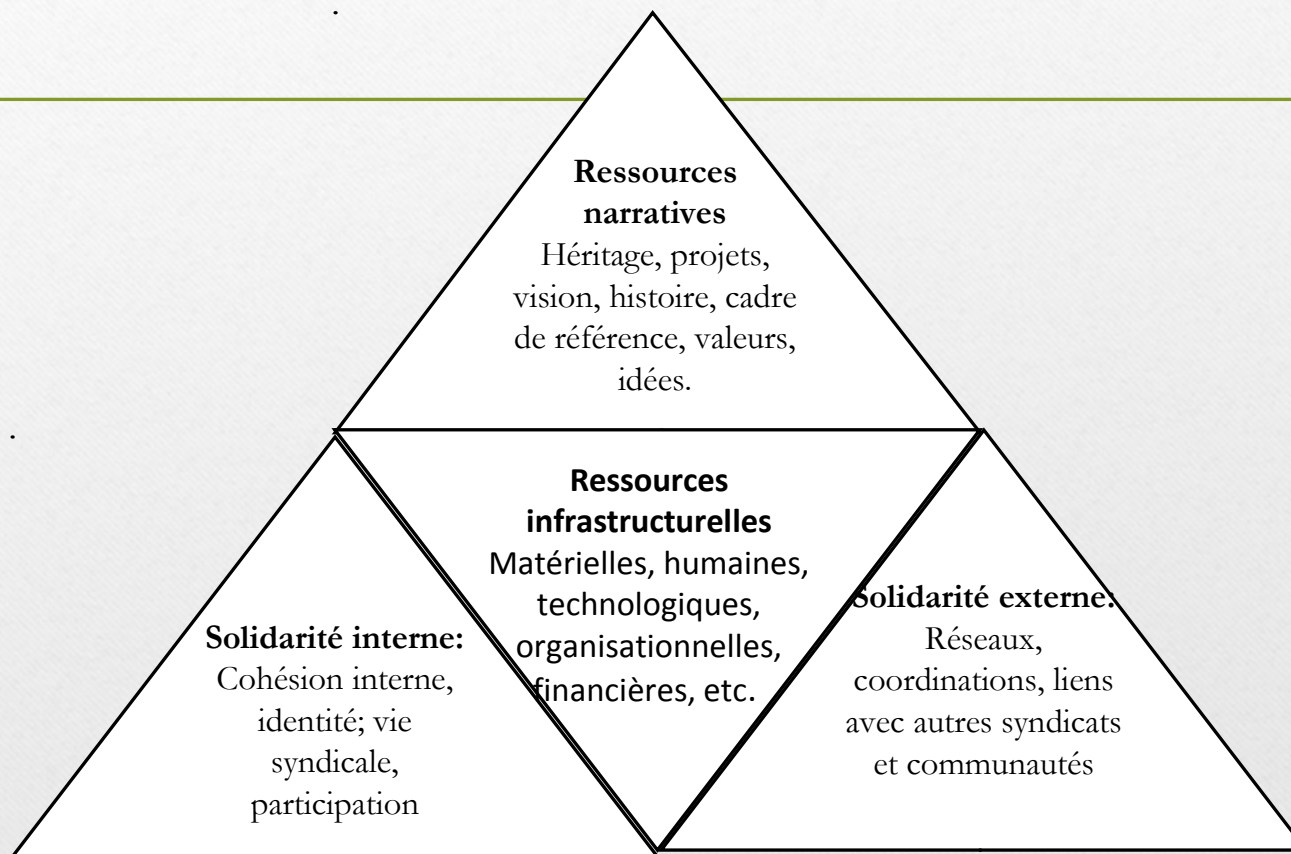 Ressources
narratives
Héritage, projets,
vision, histoire, cadre
de référence, valeurs,
idées.
Ressources
infrastructurelles
Matérielles, humaines,
technologiques,
organisationnelles,
financières, etc.
Solidarité interne:
Cohésion interne,
identité; vie
syndicale,
participation
Solidarité externe:
Réseaux,
coordinations, liens
avec autres syndicats
et communautés